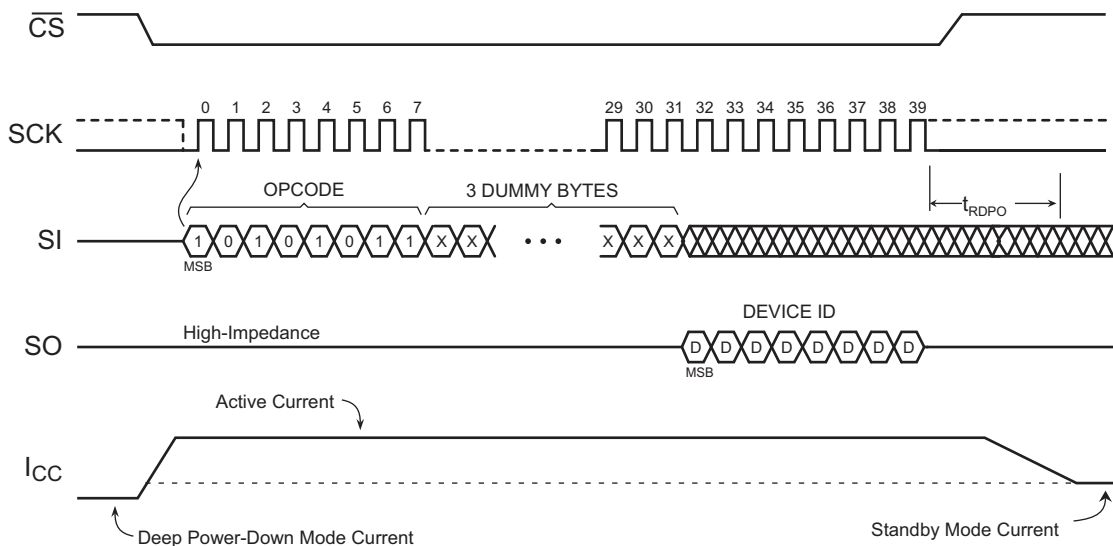 CS
0 1 2 3 4 5 6 7 29 30 31 32 33 34 35 36 37 38 39
SCK
OPCODE 3 DUMMY BYTES
tRDPO
SI 1 0 1 0 1 0 1 1 X X • • • X X X
MSB
DEVICE ID
High-Impedance
SO D D D D D D D D
MSB
Active Current
ICC
Deep Power-Down Mode Current Standby Mode Current